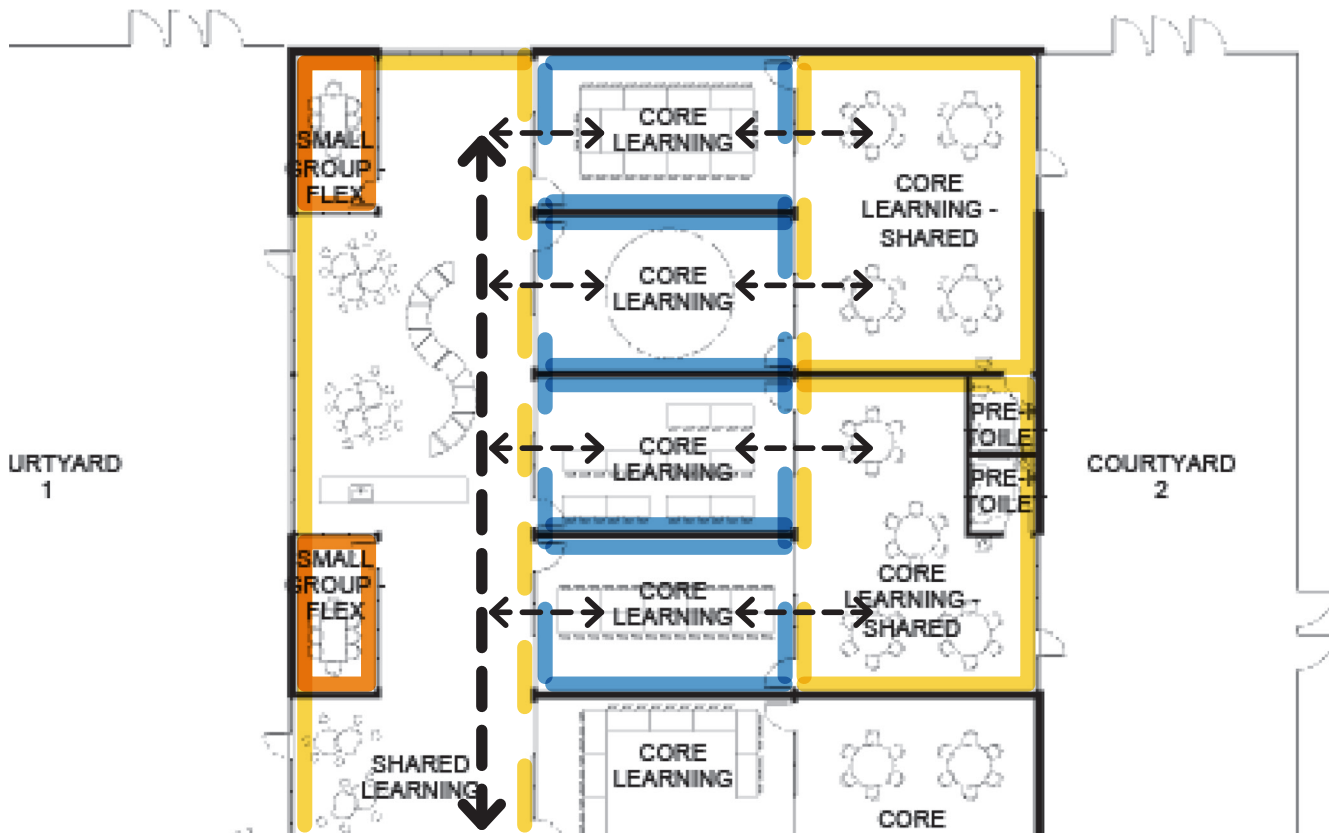 SMALL
GROUP -
FLEX
CORE
LEARNING
CORE
LEARNING -
SHARED
CORE
LEARNING
URTYARD
1
CORE
LEARNING
PRE-K
TOILET
PRE-K
TOILET
COURTYARD
2
SMALL
GROUP -
FLEX
CORE
LEARNING
CORE
LEARNING -
SHARED
SHARED
LEARNING
CORE
LEARNING
CORE